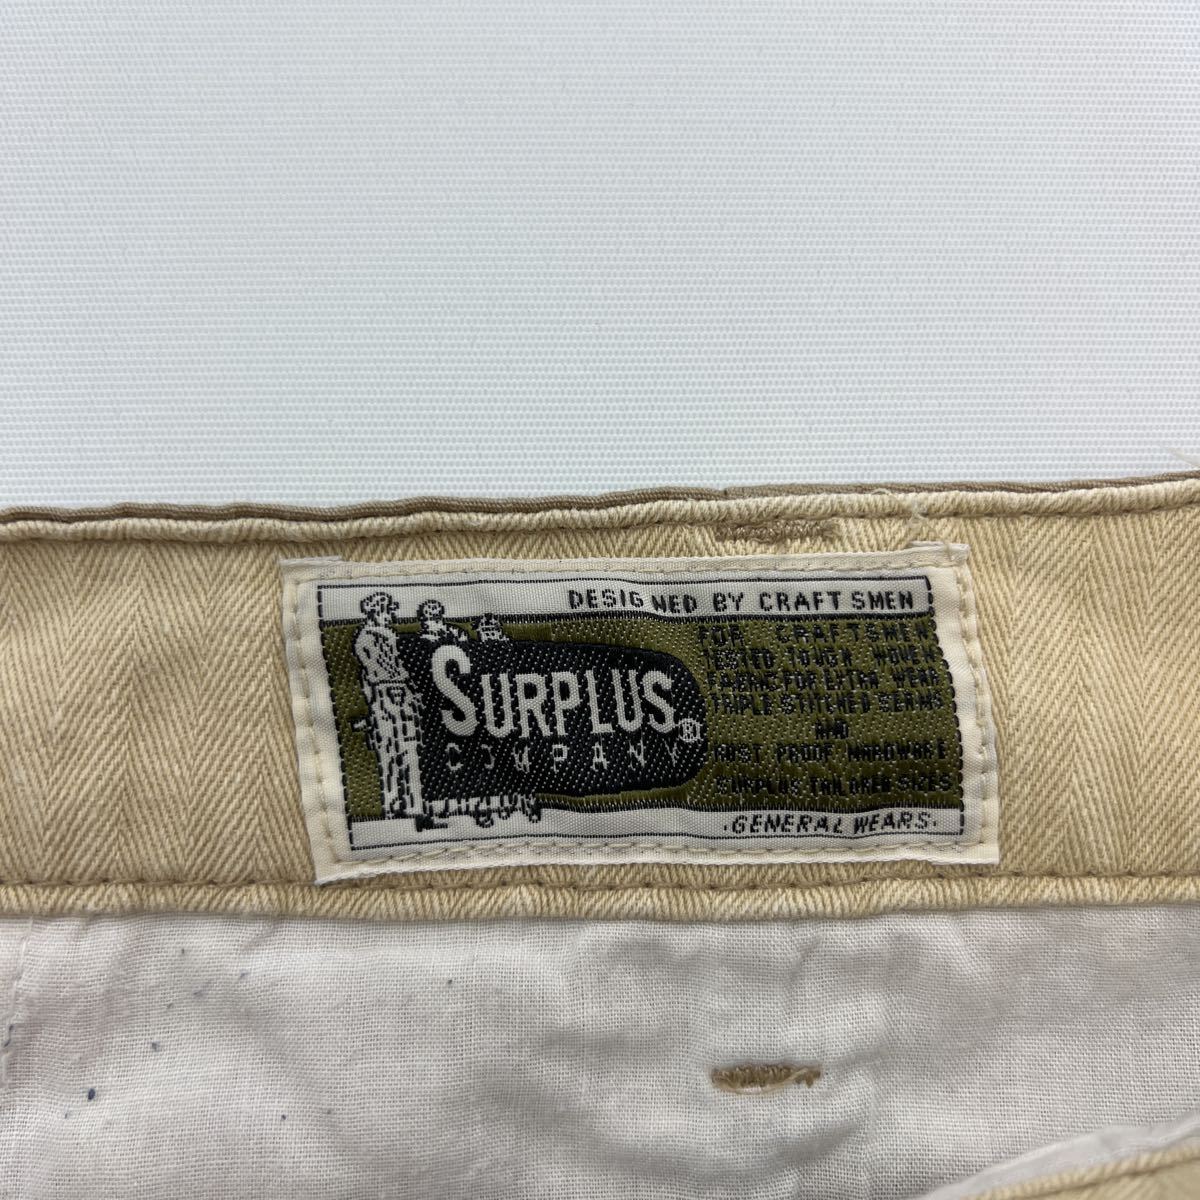 DESIGNED BY CRAFTSMEN
SURPLUS®
COMPANY
FOR CRAFTSMEN
TESTED TOUGH WOVEN
FABRIC FOR EXTRA WEAR
TRIPLE STITCHED SEAMS
AND
RUST PROOF HARDWARE
SURPLUS TAILORED SIZES
·GENERAL WEARS·